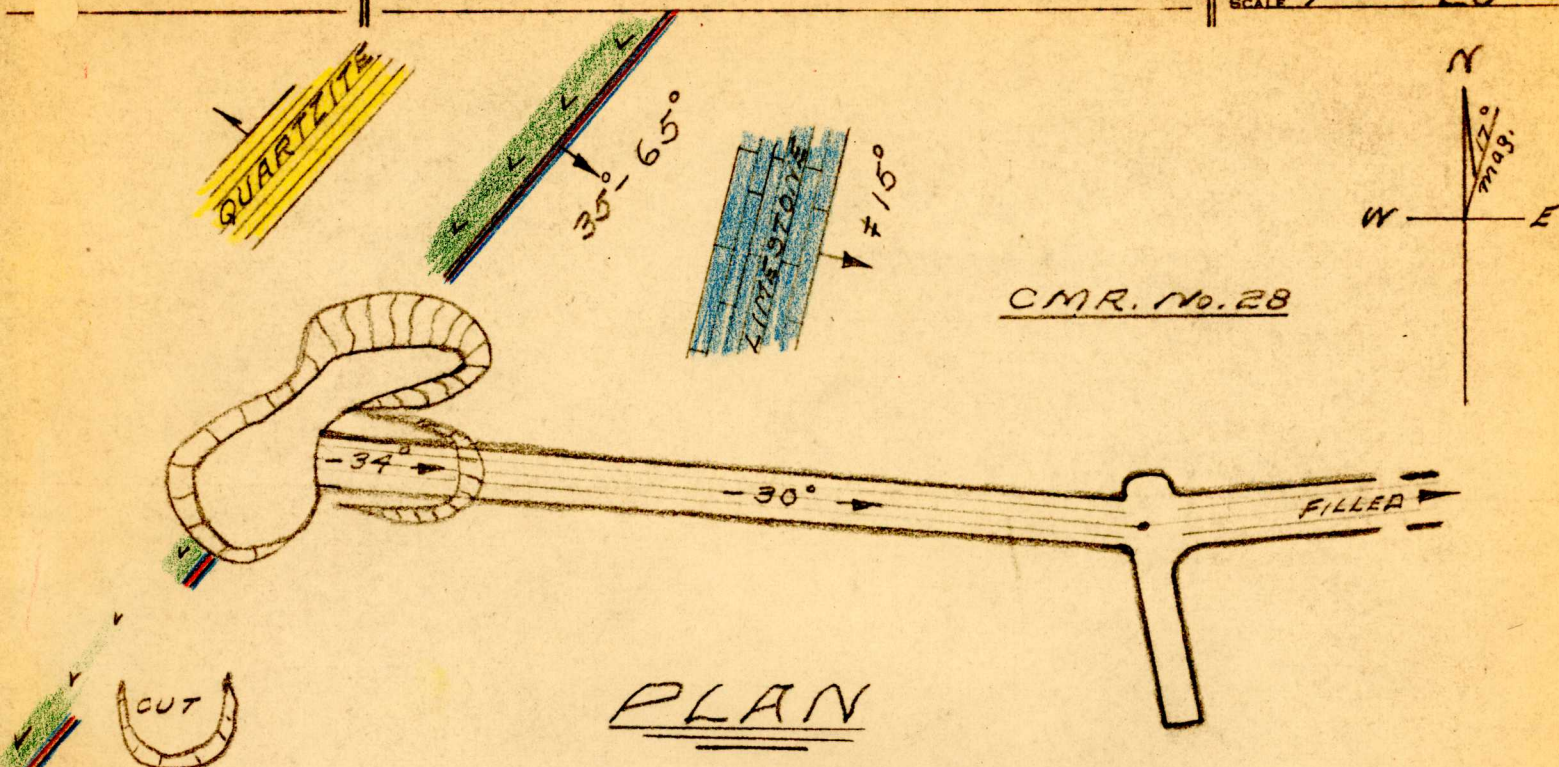 SCALE
N
17°
mag.
W
E
QUARTZITE
35°- 65°
LIMESTONE
15°
CMR. No. 28
-34°
-30°
FILLED
CUT
PLAN